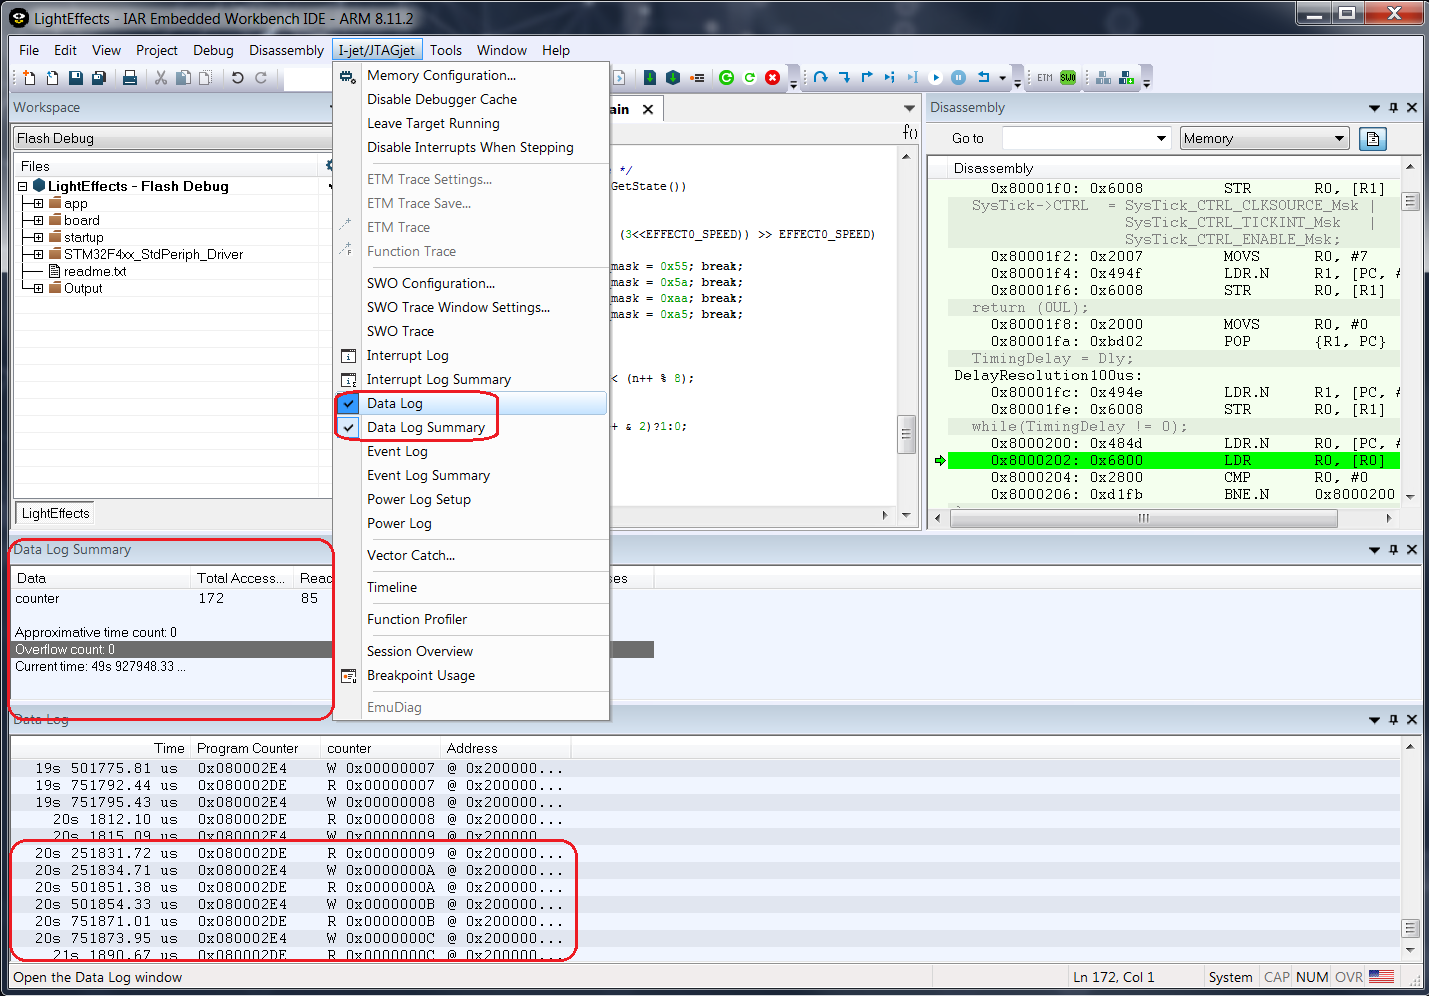 LightEffects - IAR Embedded Workbench IDE - ARM 8.11.2
File Edit View Project Debug Disassembly I-jet/JTAGjet Tools Window Help
ETM SWO
Workspace
Flash Debug
Files
LightEffects - Flash Debug
app
board
startup
STM32F4xx_StdPeriph_Driver
readme.txt
Output
LightEffects
Memory Configuration...
Disable Debugger Cache
Leave Target Running
Disable Interrupts When Stepping
ETM Trace Settings...
ETM Trace Save...
ETM Trace
Function Trace
SWO Configuration...
SWO Trace Window Settings...
SWO Trace
Interrupt Log
Interrupt Log Summary
Data Log
Data Log Summary
Event Log
Event Log Summary
Power Log Setup
Power Log
Vector Catch...
Timeline
Function Profiler
Session Overview
Breakpoint Usage
EmuDiag
ain
f()
*/
GetState())
(3<<EFFECT0_SPEED)) >> EFFECT0_SPEED)
mask = 0x55; break;
mask = 0x5a; break;
mask = 0xaa; break;
mask = 0xa5; break;
< (n++ % 8);
+ & 2)?1:0;
Disassembly
Go to Memory
Disassembly
0x80001f0: 0x6008 STR R0, [R1]
SysTick->CTRL = SysTick_CTRL_CLKSOURCE_Msk |
SysTick_CTRL_TICKINT_Msk |
SysTick_CTRL_ENABLE_Msk;
0x80001f2: 0x2007 MOVS R0, #7
0x80001f4: 0x494f LDR.N R1, [PC, #
0x80001f6: 0x6008 STR R0, [R1]
return (0UL);
0x80001f8: 0x2000 MOVS R0, #0
0x80001fa: 0xbd02 POP {R1, PC}
TimingDelay = Dly;
DelayResolution100us:
0x80001fc: 0x494e LDR.N R1, [PC, #
0x80001fe: 0x6008 STR R0, [R1]
while(TimingDelay != 0);
0x8000200: 0x484d LDR.N R0, [PC, #
0x8000202: 0x6800 LDR R0, [R0]
0x8000204: 0x2800 CMP R0, #0
0x8000206: 0xd1fb BNE.N 0x8000200
Data Log Summary
Data Total Access... Reac ses
counter 172 85
Approximative time count: 0
Overflow count: 0
Current time: 49s 927948.33 ...
Data Log
Time Program Counter counter Address
19s 501775.81 us 0x080002E4 W 0x00000007 @ 0x200000...
19s 751792.44 us 0x080002DE R 0x00000007 @ 0x200000...
19s 751795.43 us 0x080002E4 W 0x00000008 @ 0x200000...
20s 1812.10 us 0x080002DE R 0x00000008 @ 0x200000...
20s 1815.09 us 0x080002E4 W 0x00000009 @ 0x200000...
20s 251831.72 us 0x080002DE R 0x00000009 @ 0x200000...
20s 251834.71 us 0x080002E4 W 0x0000000A @ 0x200000...
20s 501851.38 us 0x080002DE R 0x0000000A @ 0x200000...
20s 501854.33 us 0x080002E4 W 0x0000000B @ 0x200000...
20s 751871.01 us 0x080002DE R 0x0000000B @ 0x200000...
20s 751873.95 us 0x080002E4 W 0x0000000C @ 0x200000...
21s 1890.67 us 0x080002DE R 0x0000000C @ 0x200000...
Open the Data Log window Ln 172, Col 1 System CAP NUM OVR